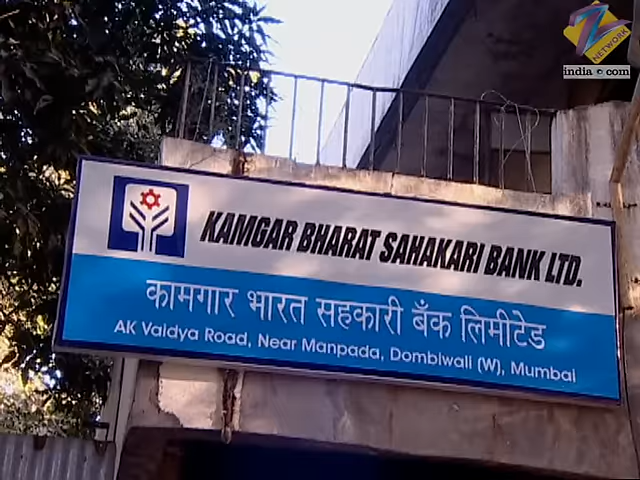 Z
NETWORK
india com
KAMGAR BHARAT SAHAKARI BANK LTD.
कामगार भारत सहकारी बँक लिमीटेड
AK Vaidya Road, Near Manpada, Dombiwali (W), Mumbai